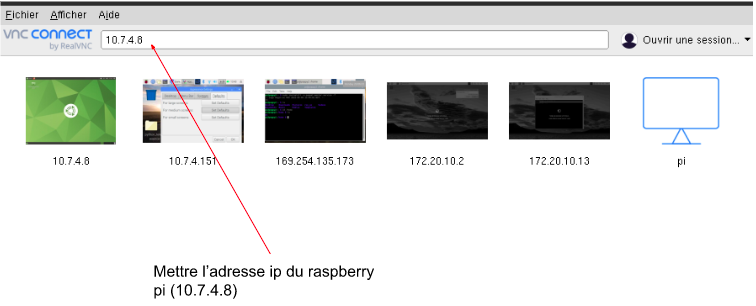 Fichier Afficher Aide
vnc connect
by RealVNC
10.7.4.8
Ouvrir une session...
10.7.4.8
10.7.4.151
169.254.135.173
172.20.10.2
172.20.10.13
pi
Mettre l'adresse ip du raspberry
pi (10.7.4.8)